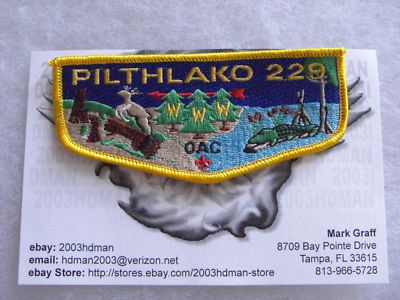 PILTHLAKO 229
W W W
OAC
Mark Graff
ebay: 2003hdman
8709 Bay Pointe Drive
email: hdman2003@verizon.net
Tampa, FL 33615
ebay Store: http://stores.ebay.com/2003hdman-store
813-966-5728